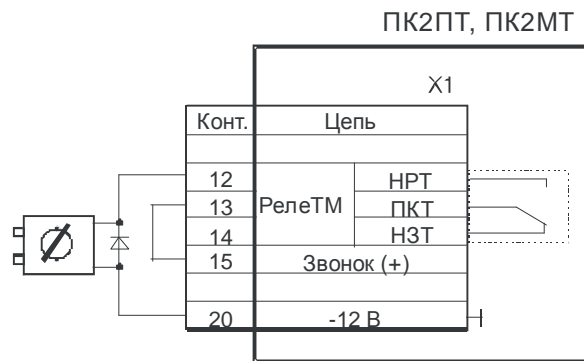 ПК2ПТ, ПК2МТ
X1
Конт. Цепь
12 НРТ
13 РелеТМ ПКТ
14 НЗТ
15 Звонок (+)
20 -12 В